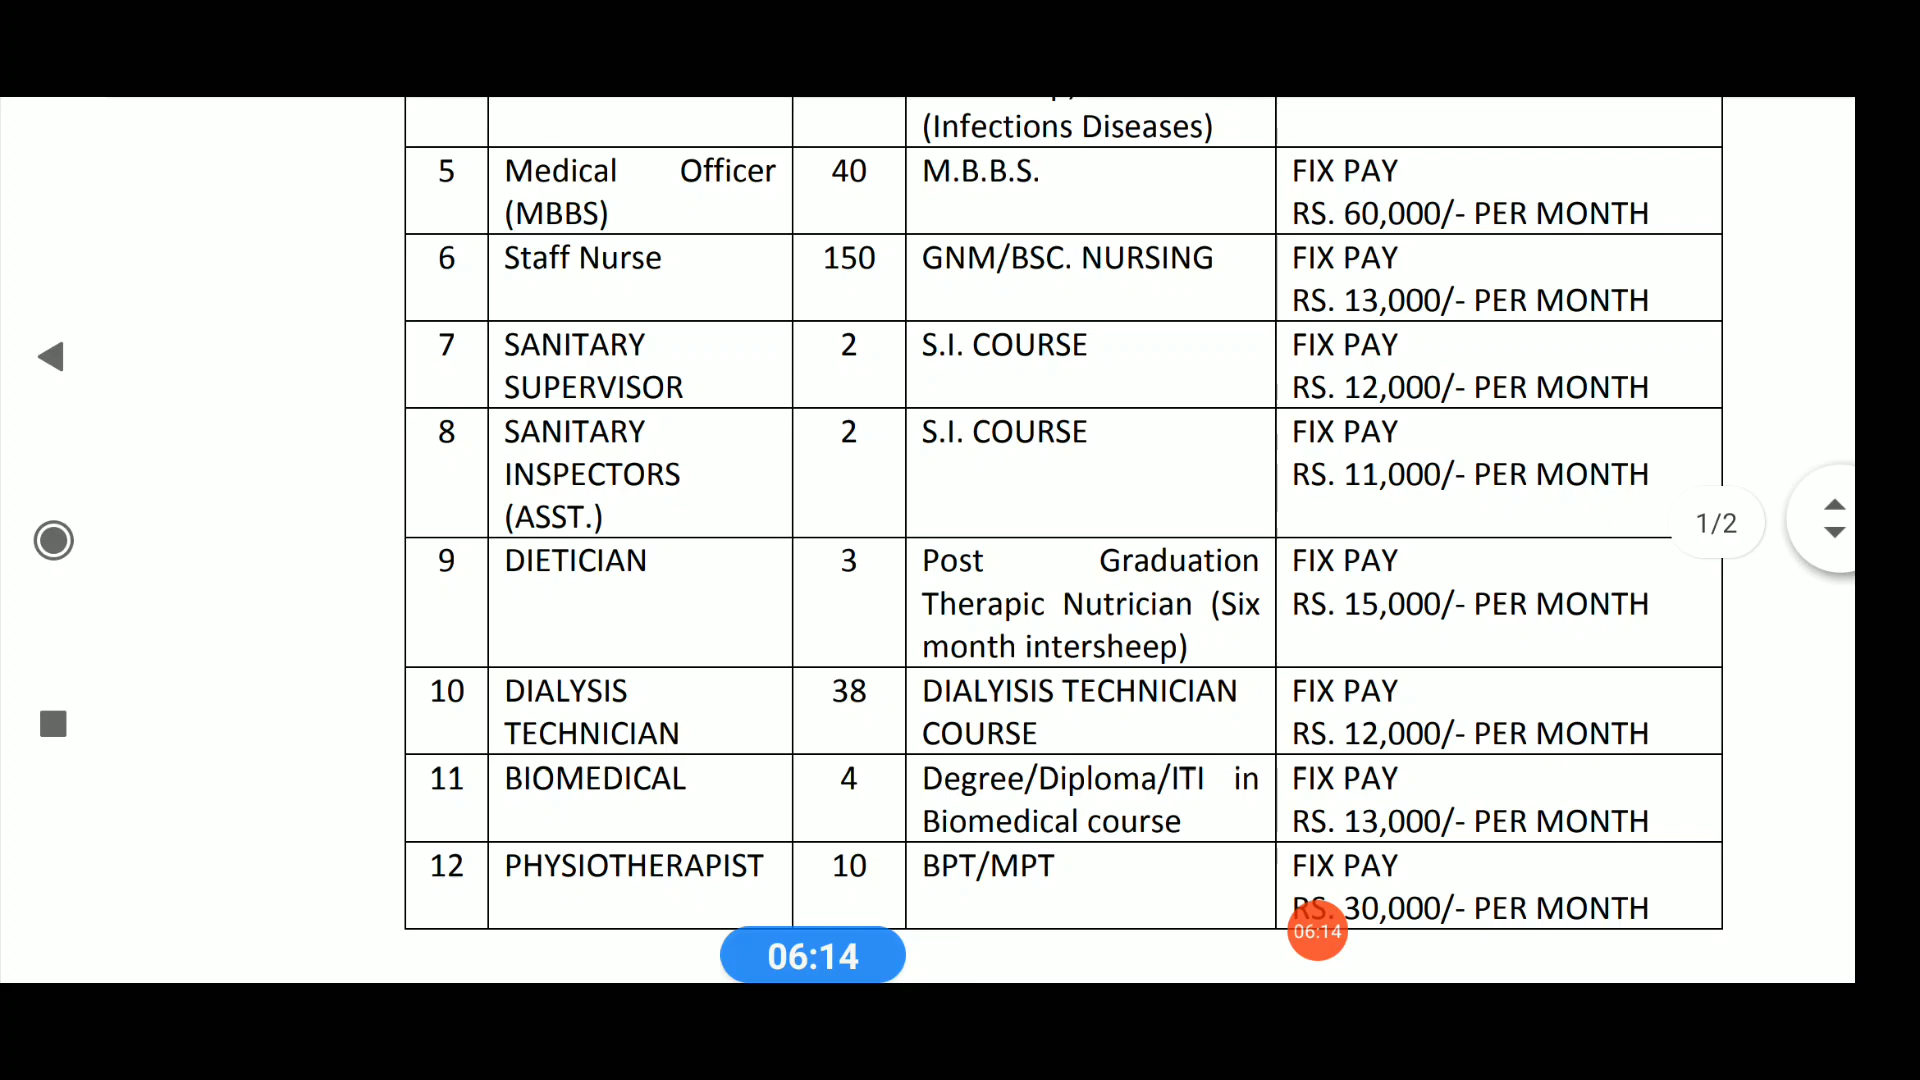 (Infections Diseases)
5 Medical Officer 40 M.B.B.S. FIX PAY
(MBBS) RS. 60,000/- PER MONTH
6 Staff Nurse 150 GNM/BSC. NURSING FIX PAY
RS. 13,000/- PER MONTH
7 SANITARY 2 S.I. COURSE FIX PAY
SUPERVISOR RS. 12,000/- PER MONTH
8 SANITARY 2 S.I. COURSE FIX PAY
INSPECTORS RS. 11,000/- PER MONTH
(ASST.)
1/2
9 DIETICIAN 3 Post Graduation FIX PAY
Therapic Nutrician (Six RS. 15,000/- PER MONTH
month intersheep)
10 DIALYSIS 38 DIALYISIS TECHNICIAN FIX PAY
TECHNICIAN COURSE RS. 12,000/- PER MONTH
11 BIOMEDICAL 4 Degree/Diploma/ITI in FIX PAY
Biomedical course RS. 13,000/- PER MONTH
12 PHYSIOTHERAPIST 10 BPT/MPT FIX PAY
RS. 30,000/- PER MONTH
06:14
06:14